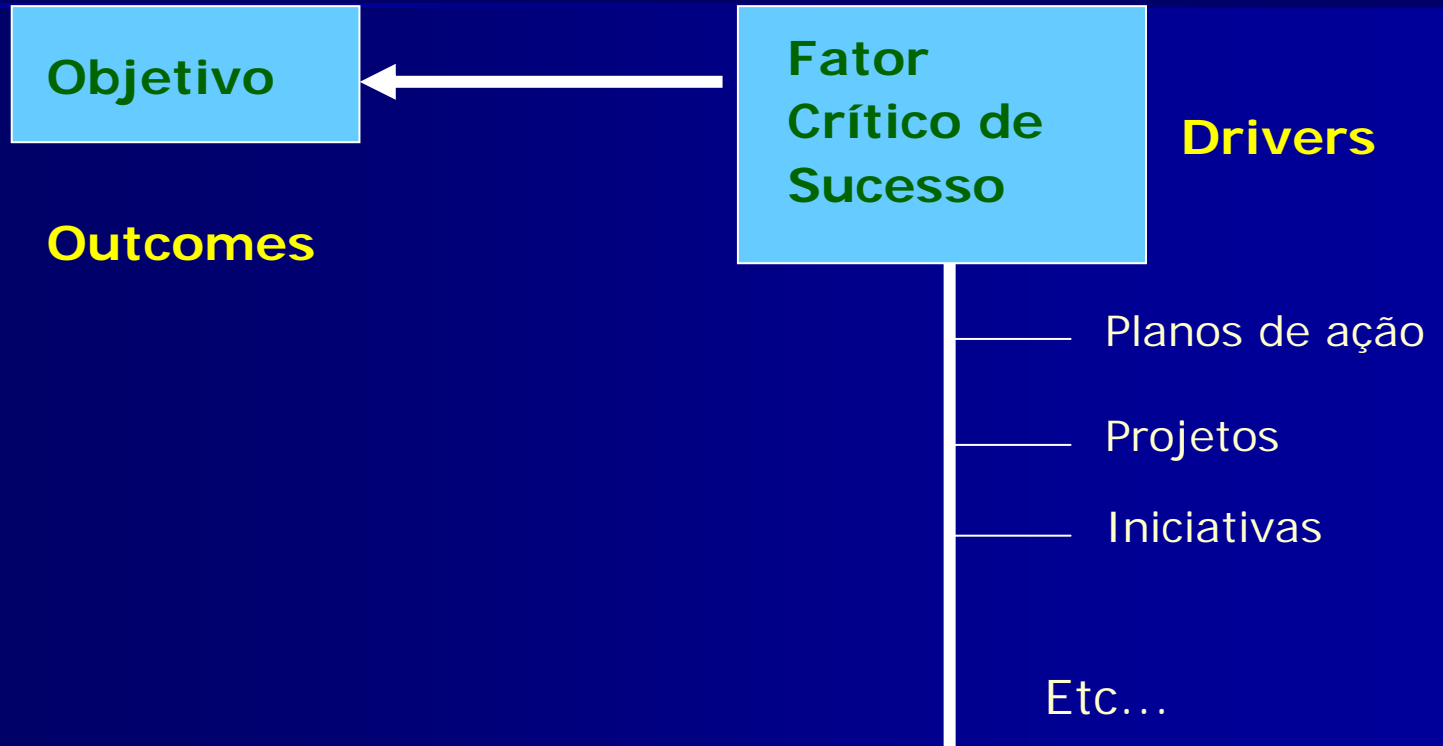 Objetivo
Outcomes
Fator
Crítico de
Sucesso
Drivers
Planos de ação
Projetos
Iniciativas
Etc...